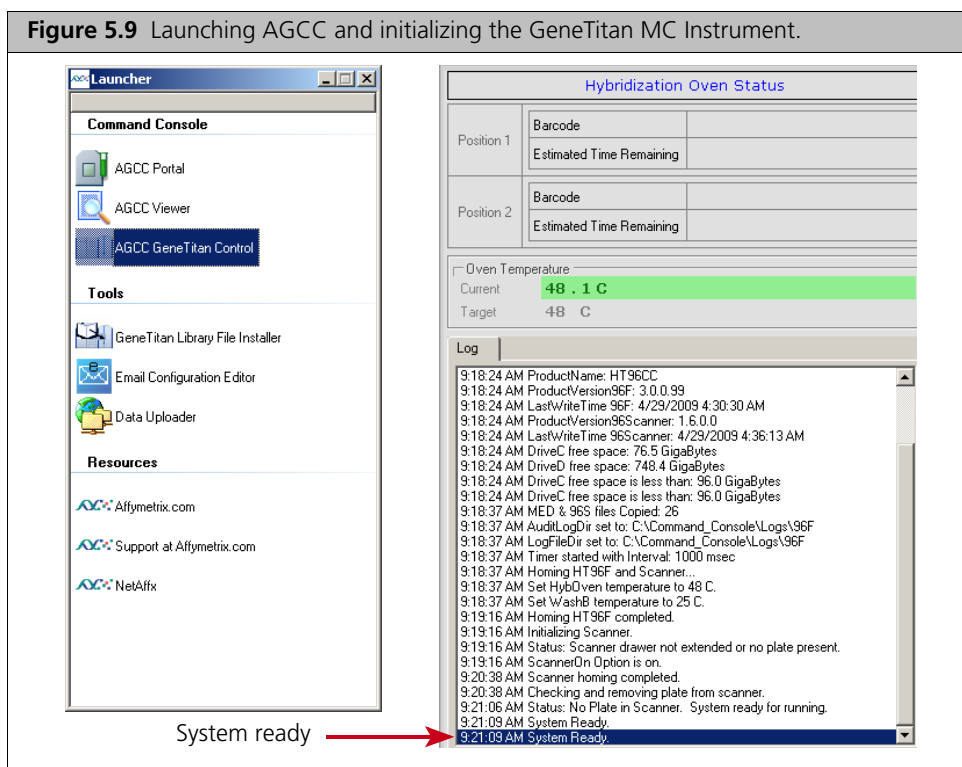 Figure 5.9 Launching AGCC and initializing the GeneTitan MC Instrument.
Launcher
Command Console
AGCC Portal
AGCC Viewer
AGCC GeneTitan Control
Tools
GeneTitan Library File Installer
Email Configuration Editor
Data Uploader
Resources
Affymetrix.com
Support at Affymetrix.com
NetAffx
System ready
Hybridization Oven Status
Position 1
Barcode
Estimated Time Remaining
Position 2
Barcode
Estimated Time Remaining
Oven Temperature
Current 48.1 C
Target 48 C
Log
9:18:24 AM ProductName: HT96CC
9:18:24 AM ProductVersion96F: 3.0.0.99
9:18:24 AM LastWriteTime 96F: 4/29/2009 4:30:30 AM
9:18:24 AM ProductVersion96Scanner: 1.6.0.0
9:18:24 AM LastWriteTime 96Scanner: 4/29/2009 4:36:13 AM
9:18:24 AM DriveC free space: 76.5 GigaBytes
9:18:24 AM DriveD free space: 748.4 GigaBytes
9:18:24 AM DriveC free space is less than: 96.0 GigaBytes
9:18:24 AM DriveC free space is less than: 96.0 GigaBytes
9:18:37 AM MED & 96S files Copied: 26
9:18:37 AM AuditLogDir set to: C:\Command_Console\Logs\96F
9:18:37 AM LogFileDir set to: C:\Command_Console\Logs\96F
9:18:37 AM Timer started with Interval: 1000 msec
9:18:37 AM Homing HT96F and Scanner...
9:18:37 AM Set HybOven temperature to 48 C.
9:18:37 AM Set WashB temperature to 25 C.
9:19:16 AM Homing HT96F completed.
9:19:16 AM Initializing Scanner.
9:19:16 AM Status: Scanner drawer not extended or no plate present.
9:19:16 AM ScannerOn Option is on.
9:20:38 AM Scanner homing completed.
9:20:38 AM Checking and removing plate from scanner.
9:21:06 AM Status: No Plate in Scanner. System ready for running.
9:21:09 AM System Ready.
9:21:09 AM System Ready.